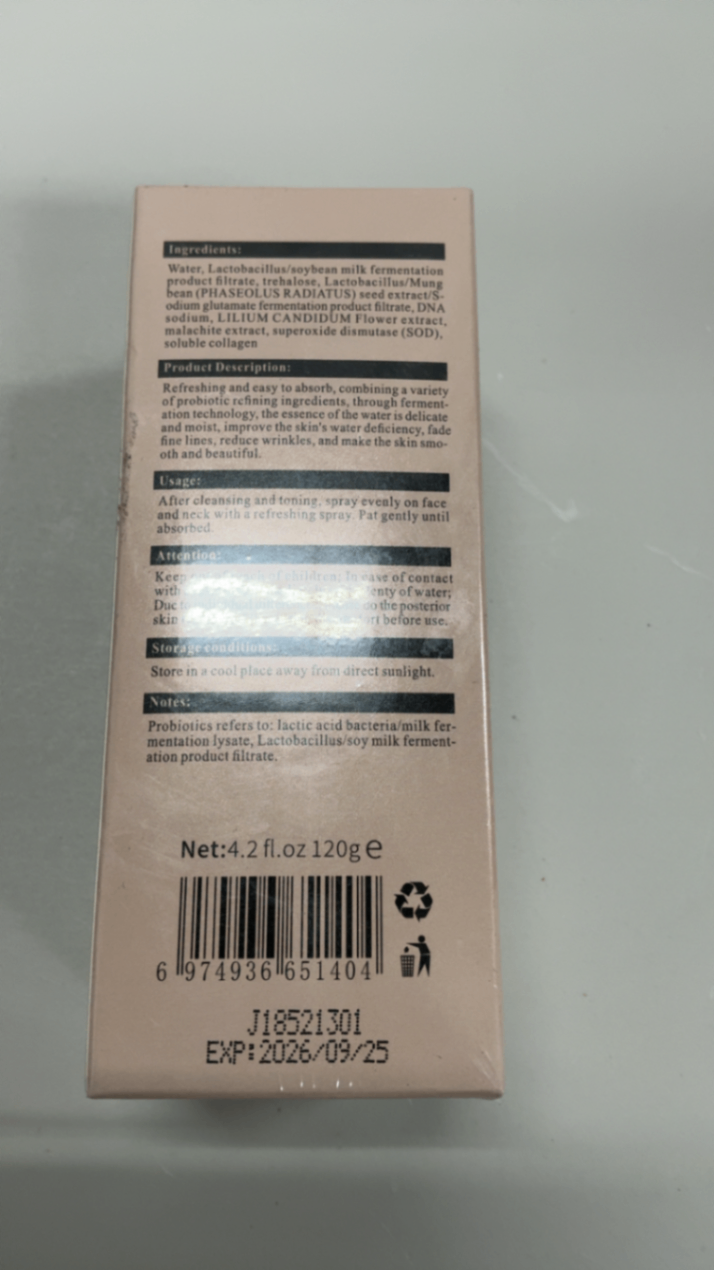 Ingredients:
Water, Lactobacillus/soybean milk fermentation
product filtrate, trehalose, Lactobacillus/Mung
bean (PHASEOLUS RADIATUS) seed extract/S-
odium glutamate fermentation product filtrate, DNA
sodium, LILIUM CANDIDUM Flower extract,
malachite extract, superoxide dismutase (SOD),
soluble collagen
Product Description:
Refreshing and easy to absorb, combining a variety
of probiotic refining ingredients, through ferment-
ation technology, the essence of the water is delicate
and moist, improve the skin's water deficiency, fade
fine lines, reduce wrinkles, and make the skin smo-
oth and beautiful.
Usage:
After cleansing and toning, spray evenly on face
and neck with a refreshing spray. Pat gently until
absorbed.
Attention:
Keep of children; In of contact
with of water;
the posterior
skin before use.
Storage conditions:
Store in a cool place away from direct sunlight.
Notes:
Probiotics refers to: lactic acid bacteria/milk fer-
mentation lysate, Lactobacillus/soy milk ferment-
ation product filtrate.
Net:4.2 fl.oz 120g e
6 974936 651404
J18521301
EXP:2026/09/25